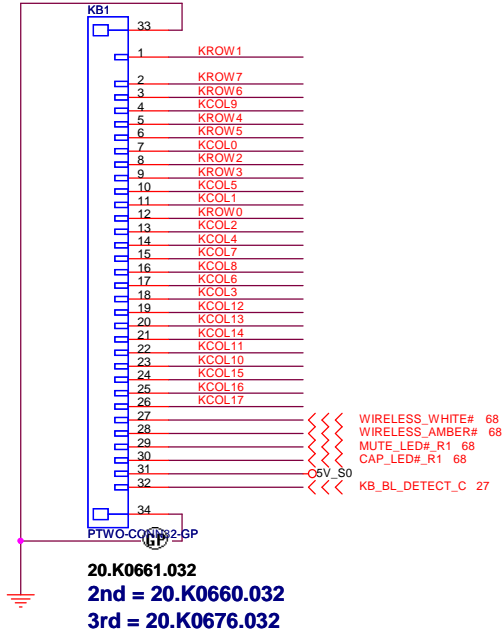 KB1
33
1 KROW1
2 KROW7
3 KROW6
4 KCOL9
5 KROW4
6 KROW5
7 KCOL0
8 KROW2
9 KROW3
10 KCOL5
11 KCOL1
12 KROW0
13 KCOL2
14 KCOL4
15 KCOL7
16 KCOL8
17 KCOL6
18 KCOL3
19 KCOL12
20 KCOL13
21 KCOL14
22 KCOL11
23 KCOL10
24 KCOL15
25 KCOL16
26 KCOL17
27 WIRELESS_WHITE# 68
28 WIRELESS_AMBER# 68
29 MUTE_LED#_R1 68
30 CAP_LED#_R1 68
31 5V_S0
32 KB_BL_DETECT_C 27
34
PTWO-CONN32-GP
GP
20.K0661.032
2nd = 20.K0660.032
3rd = 20.K0676.032